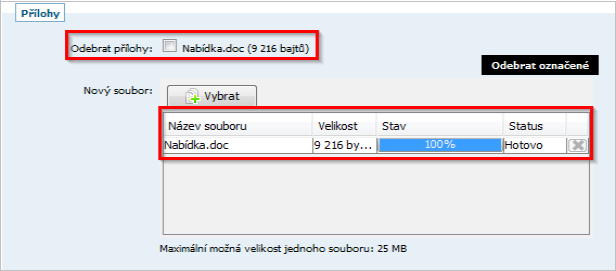 Přílohy
Odebrat přílohy: Nabídka.doc (9 216 bajtů)
Odebrat označené
Nový soubor: Vybrat
Název souboru Velikost Stav Status
Nabídka.doc 9 216 by... 100% Hotovo
Maximální možná velikost jednoho souboru: 25 MB